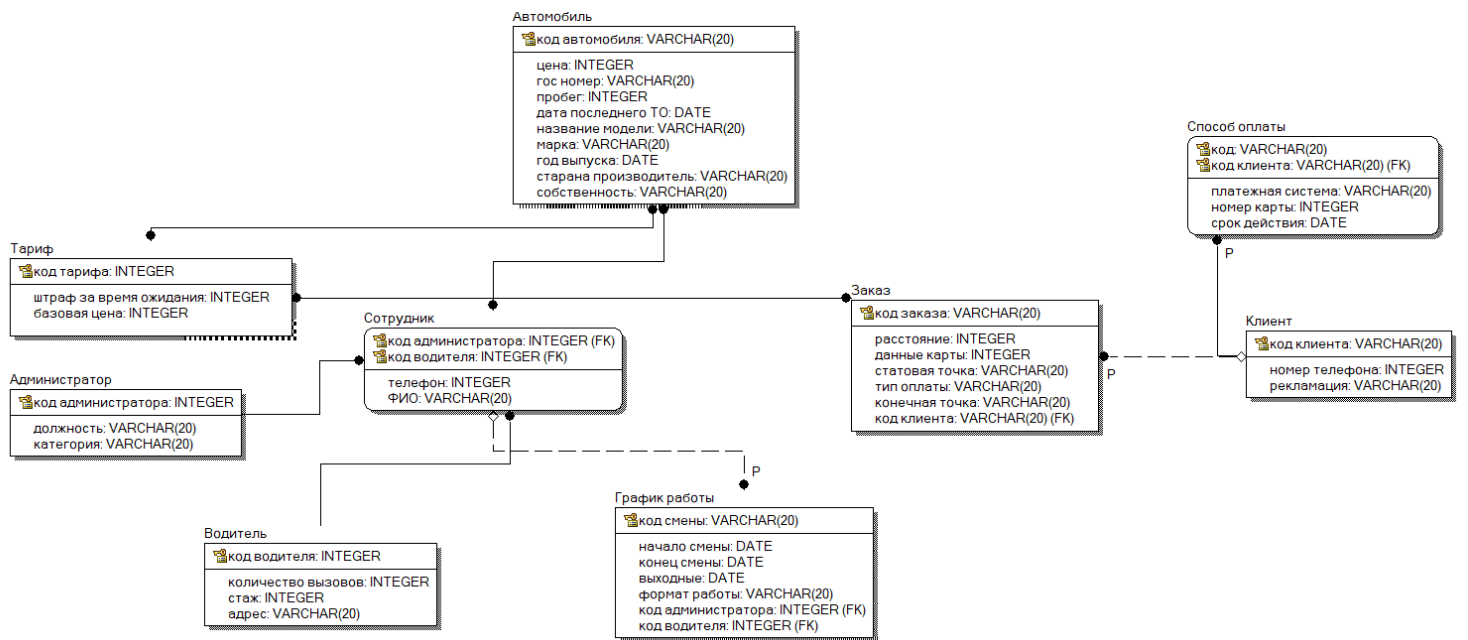 Автомобиль
код автомобиля: VARCHAR(20)
цена: INTEGER
гос номер: VARCHAR(20)
пробег: INTEGER
дата последнего ТО: DATE
название модели: VARCHAR(20)
марка: VARCHAR(20)
год выпуска: DATE
старана производитель: VARCHAR(20)
собственность: VARCHAR(20)
Способ оплаты
код: VARCHAR(20)
код клиента: VARCHAR(20) (FK)
платежная система: VARCHAR(20)
номер карты: INTEGER
срок действия: DATE
P
Тариф
код тарифа: INTEGER
штраф за время ожидания: INTEGER
базовая цена: INTEGER
Сотрудник
код администратора: INTEGER (FK)
код водителя: INTEGER (FK)
телефон: INTEGER
ФИО: VARCHAR(20)
Заказ
код заказа: VARCHAR(20)
расстояние: INTEGER
данные карты: INTEGER
статовая точка: VARCHAR(20)
тип оплаты: VARCHAR(20)
конечная точка: VARCHAR(20)
код клиента: VARCHAR(20) (FK)
P
Клиент
код клиента: VARCHAR(20)
номер телефона: INTEGER
рекламация: VARCHAR(20)
Администратор
код администратора: INTEGER
должность: VARCHAR(20)
категория: VARCHAR(20)
P
Водитель
код водителя: INTEGER
количество вызовов: INTEGER
стаж: INTEGER
адрес: VARCHAR(20)
График работы
код смены: VARCHAR(20)
начало смены: DATE
конец смены: DATE
выходные: DATE
формат работы: VARCHAR(20)
код администратора: INTEGER (FK)
код водителя: INTEGER (FK)